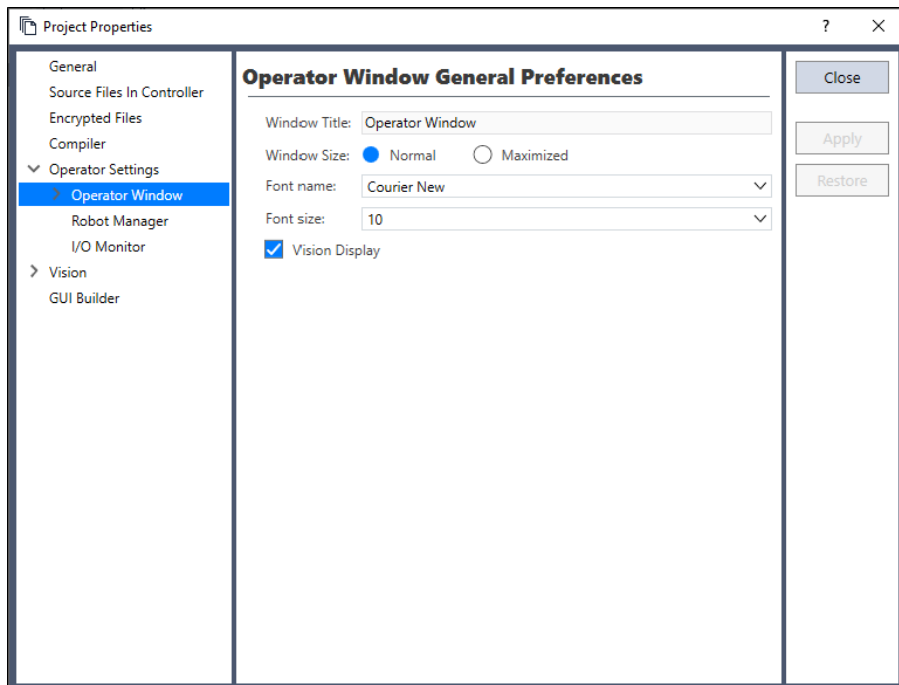 Project Properties
?
General
Source Files In Controller
Encrypted Files
Compiler
Operator Settings
Operator Window
Robot Manager
I/O Monitor
Vision
GUI Builder
Operator Window General Preferences
Window Title: Operator Window
Window Size: Normal Maximized
Font name: Courier New
Font size: 10
Vision Display
Close
Apply
Restore